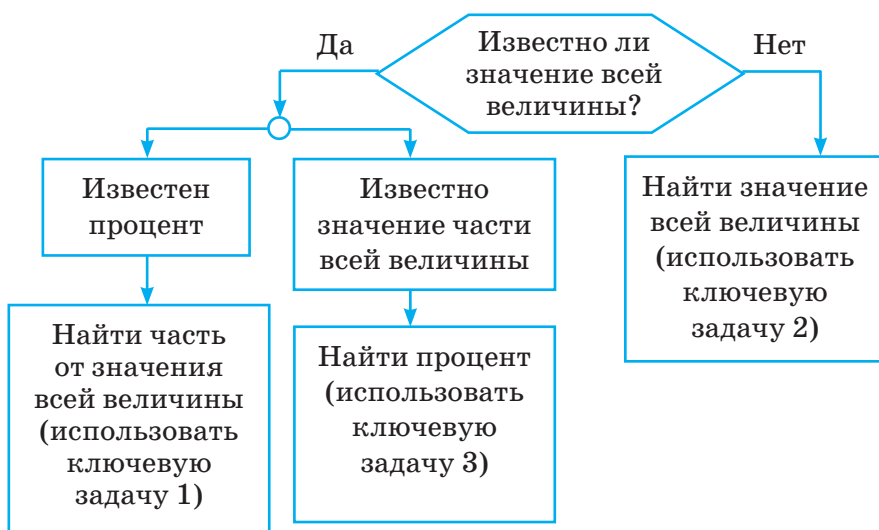 Да
Известно ли
значение всей
величины?
Нет
Известен
процент
Известно
значение части
всей величины
Найти значение
всей величины
(использовать
ключевую
задачу 2)
Найти часть
от значения
всей величины
(использовать
ключевую
задачу 1)
Найти процент
(использовать
ключевую
задачу 3)